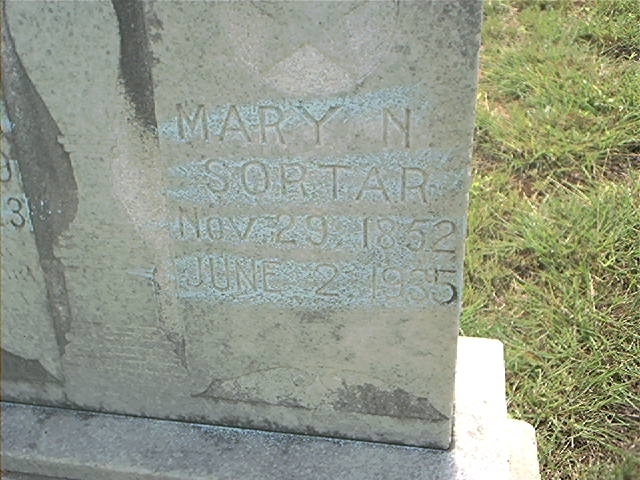 MARY N
SORTAR
NOV. 29, 1852
JUNE 2, 1935